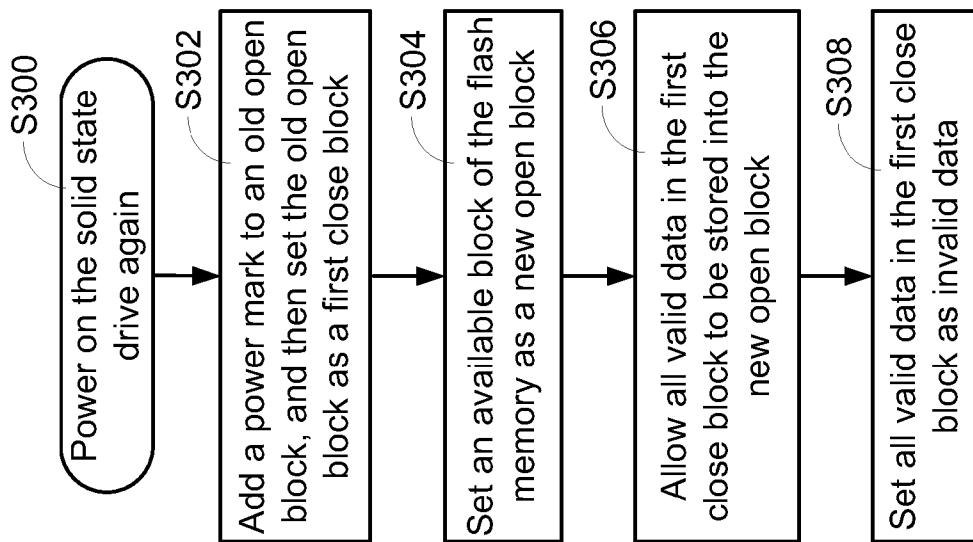 S300
Power on the solid state
drive again
S302
Add a power mark to an old open
block, and then set the old open
block as a first close block
S304
Set an available block of the flash
memory as a new open block
S306
Allow all valid data in the first
close block to be stored into the
new open block
S308
Set all valid data in the first close
block as invalid data